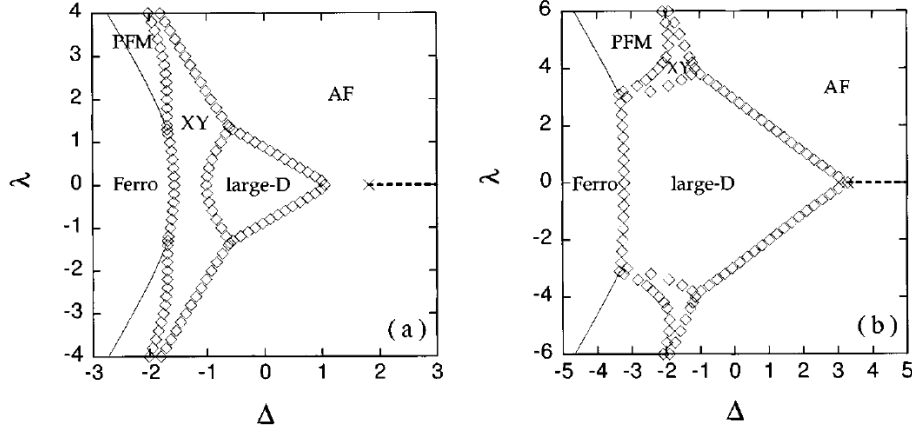 4
3
2
1
0
-1
-2
-3
-4
λ
PFM
AF
XY
Ferro
large-D
(a)
-3 -2 -1 0 1 2 3
Δ
6
4
2
0
-2
-4
-6
λ
PFM
XY
AF
Ferro
large-D
(b)
-5 -4 -3 -2 -1 0 1 2 3 4 5
Δ